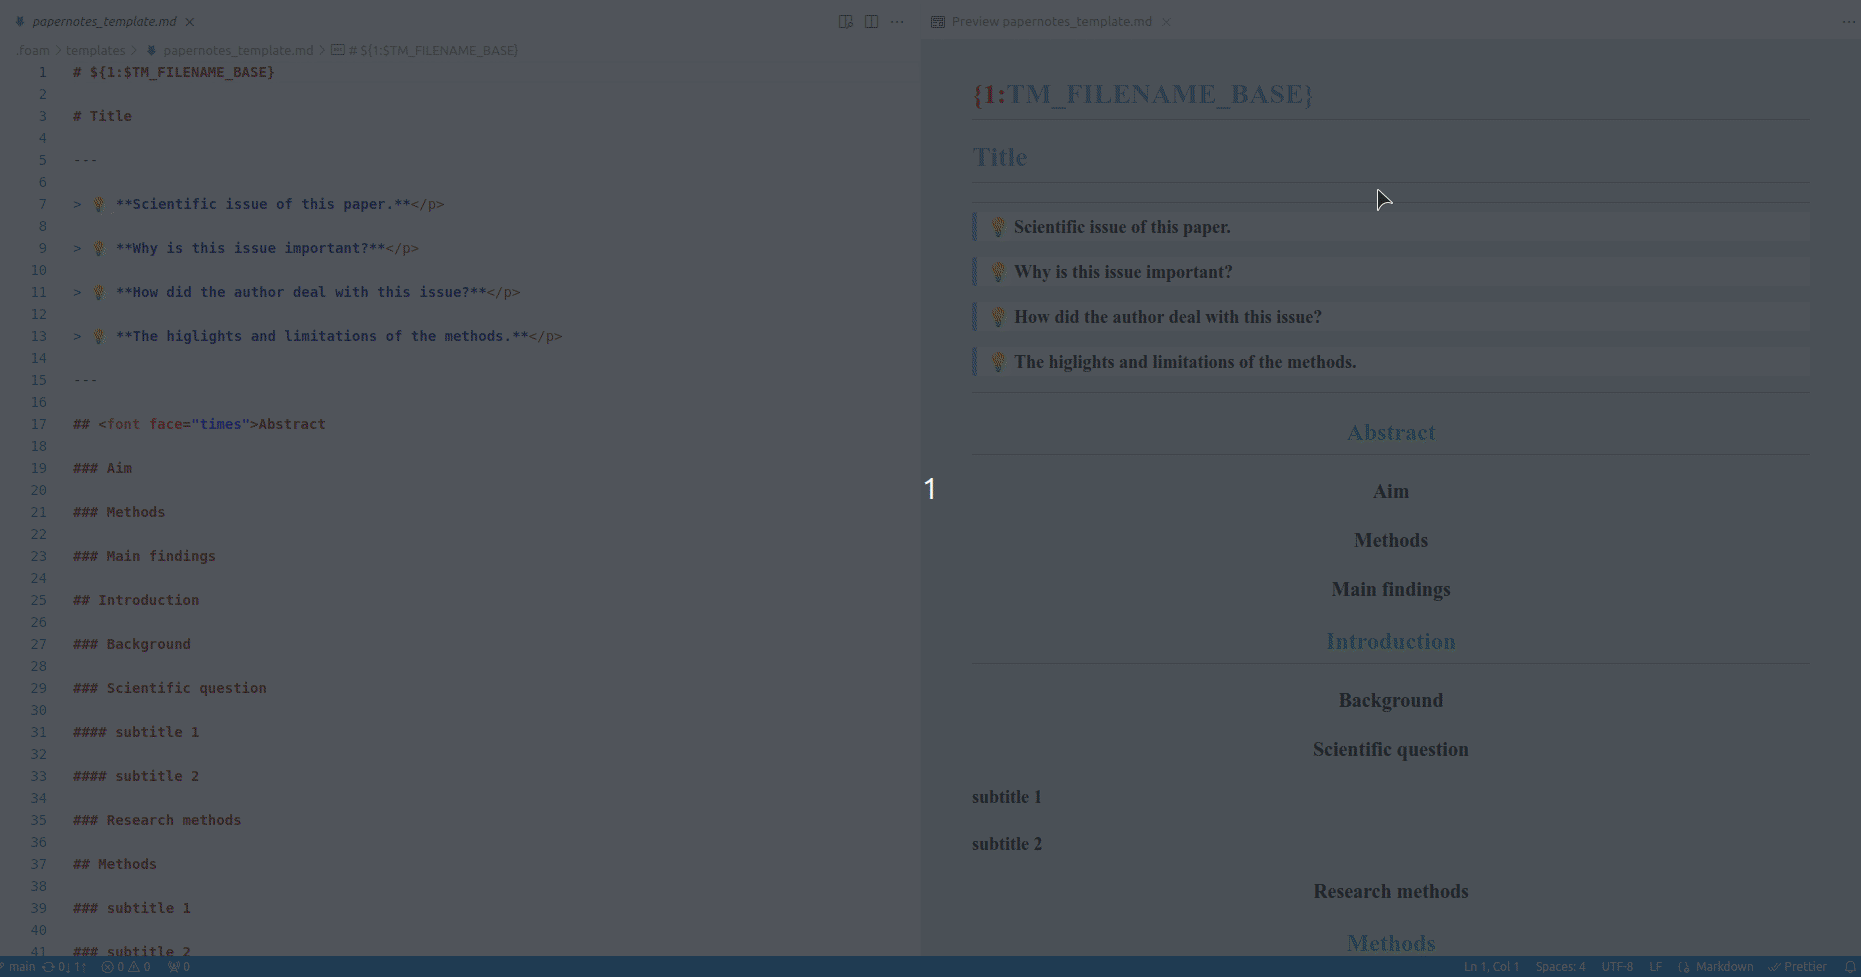 papernotes_template.md
.foam > templates > papernotes_template.md > # ${1:$TM_FILENAME_BASE}
1 # ${1:$TM_FILENAME_BASE}
2
3 # Title
4
5 ---
6
7 > 💡 **Scientific issue of this paper.**</p>
8
9 > 💡 **Why is this issue important?**</p>
10
11 > 💡 **How did the author deal with this issue?**</p>
12
13 > 💡 **The higlights and limitations of the methods.**</p>
14
15 ---
16
17 ## <font face="times">Abstract
18
19 ### Aim
20
21 ### Methods
22
23 ### Main findings
24
25 ## Introduction
26
27 ### Background
28
29 ### Scientific question
30
31 #### subtitle 1
32
33 #### subtitle 2
34
35 ### Research methods
36
37 ## Methods
38
39 ### subtitle 1
40
41 ### subtitle 2
Preview papernotes_template.md
{1:TM_FILENAME_BASE}
Title
💡 Scientific issue of this paper.
💡 Why is this issue important?
💡 How did the author deal with this issue?
💡 The higlights and limitations of the methods.
Abstract
Aim
Methods
Main findings
Introduction
Background
Scientific question
subtitle 1
subtitle 2
Research methods
Methods
1
main 0↓ 1↑ 0 0 0
Ln 1, Col 1 Spaces: 4 UTF-8 LF Markdown Prettier